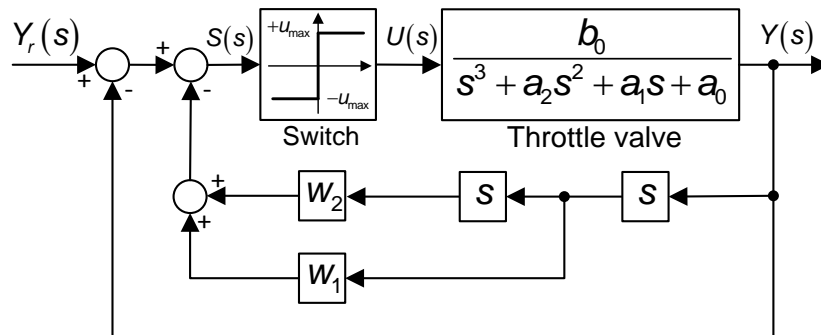 Yr(s)
+
-
+
-
S(s)
+umax
-umax
Switch
U(s)
b0
s³ + a2s² + a1s + a0
Throttle valve
Y(s)
+
+
w2
s
s
w1